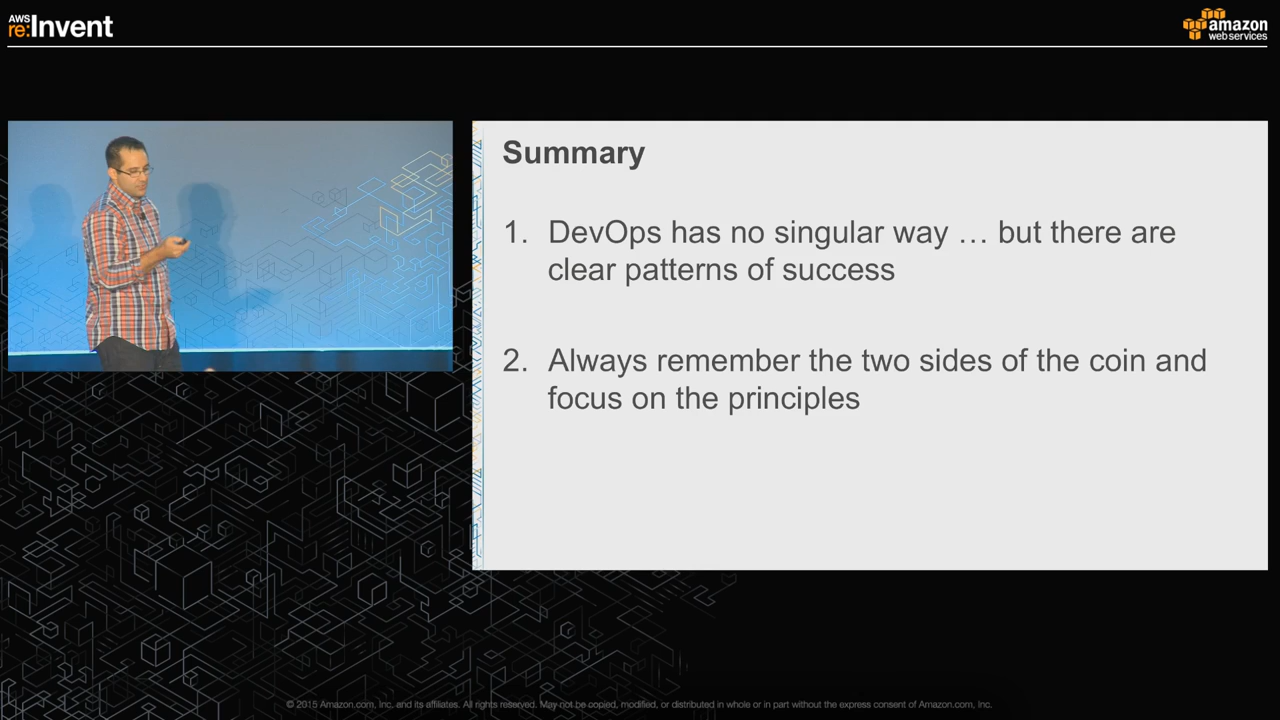 AWS
re:Invent
amazon
web services
Summary
1. DevOps has no singular way … but there are
clear patterns of success
2. Always remember the two sides of the coin and
focus on the principles
© 2015 Amazon.com, Inc. and its affiliates. All rights reserved. May not be copied, modified, or distributed in whole or in part without the express consent of Amazon.com, Inc.